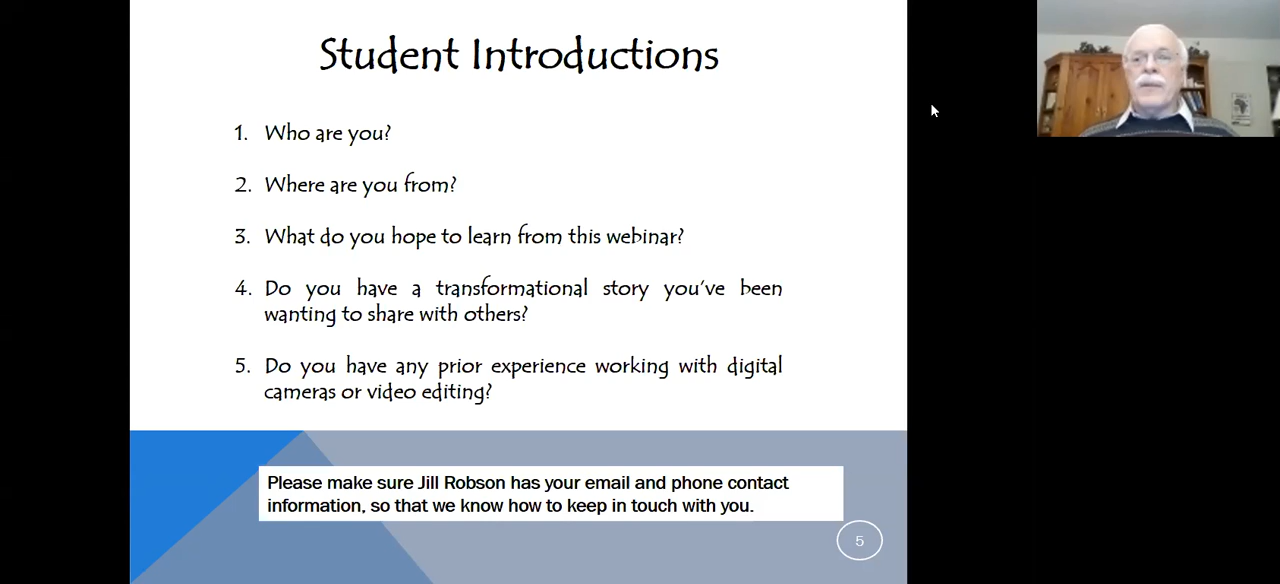 Student Introductions
1. Who are you?
2. Where are you from?
3. What do you hope to learn from this webinar?
4. Do you have a transformational story you've been
wanting to share with others?
5. Do you have any prior experience working with digital
cameras or video editing?
Please make sure Jill Robson has your email and phone contact
information, so that we know how to keep in touch with you.
5